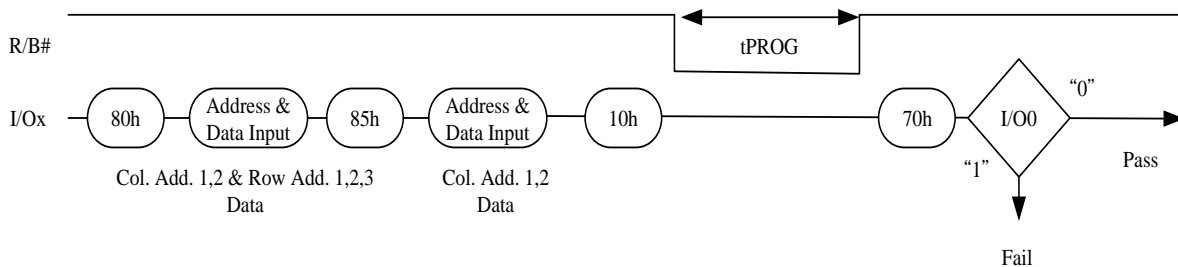 R/B#
tPROG
I/Ox
80h
Address &
Data Input
85h
Address &
Data Input
10h
70h
I/O0
“0”
“1”
Pass
Fail
Col. Add. 1,2 & Row Add. 1,2,3
Data
Col. Add. 1,2
Data